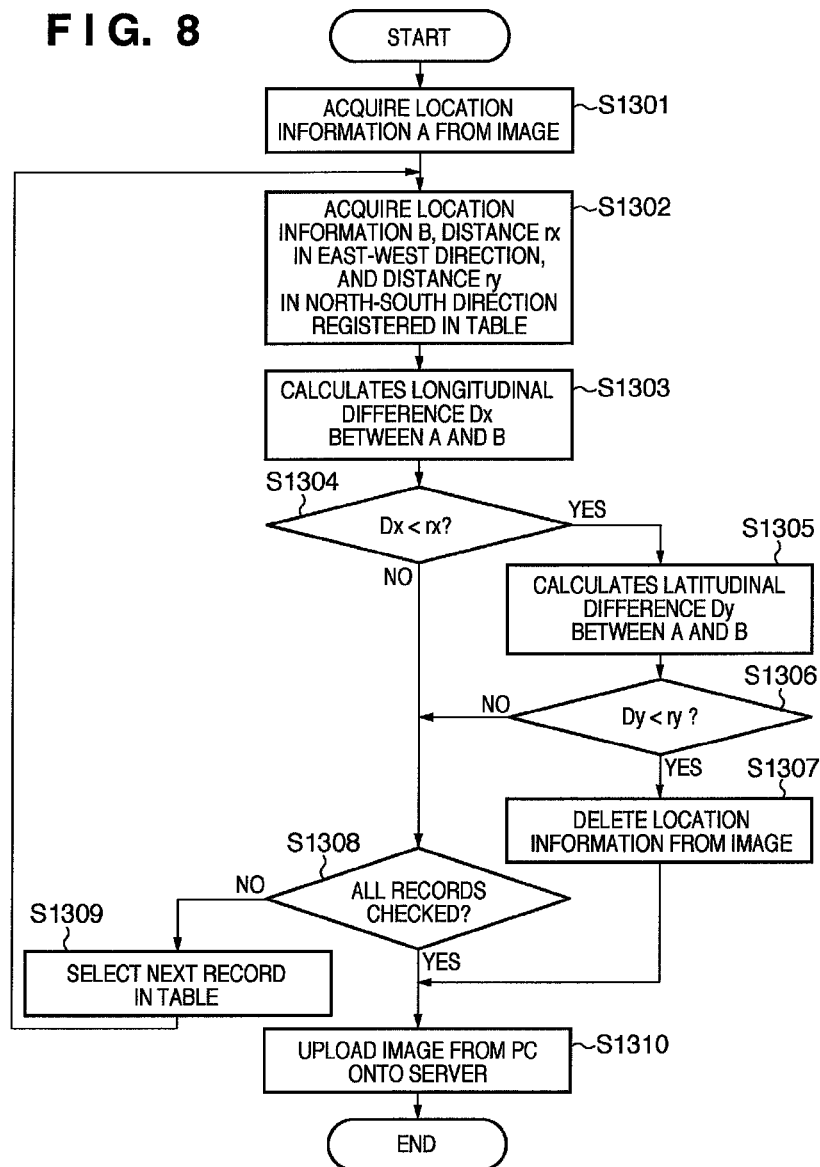 FIG. 8
START
ACQUIRE LOCATION
INFORMATION A FROM IMAGE
S1301
ACQUIRE LOCATION
INFORMATION B, DISTANCE rx
IN EAST-WEST DIRECTION,
AND DISTANCE ry
IN NORTH-SOUTH DIRECTION
REGISTERED IN TABLE
S1302
CALCULATES LONGITUDINAL
DIFFERENCE Dx
BETWEEN A AND B
S1303
S1304
Dx < rx?
YES
NO
S1305
CALCULATES LATITUDINAL
DIFFERENCE Dy
BETWEEN A AND B
S1306
Dy < ry ?
NO
YES
S1307
DELETE LOCATION
INFORMATION FROM IMAGE
S1308
ALL RECORDS
CHECKED?
NO
YES
S1309
SELECT NEXT RECORD
IN TABLE
UPLOAD IMAGE FROM PC
ONTO SERVER
S1310
END